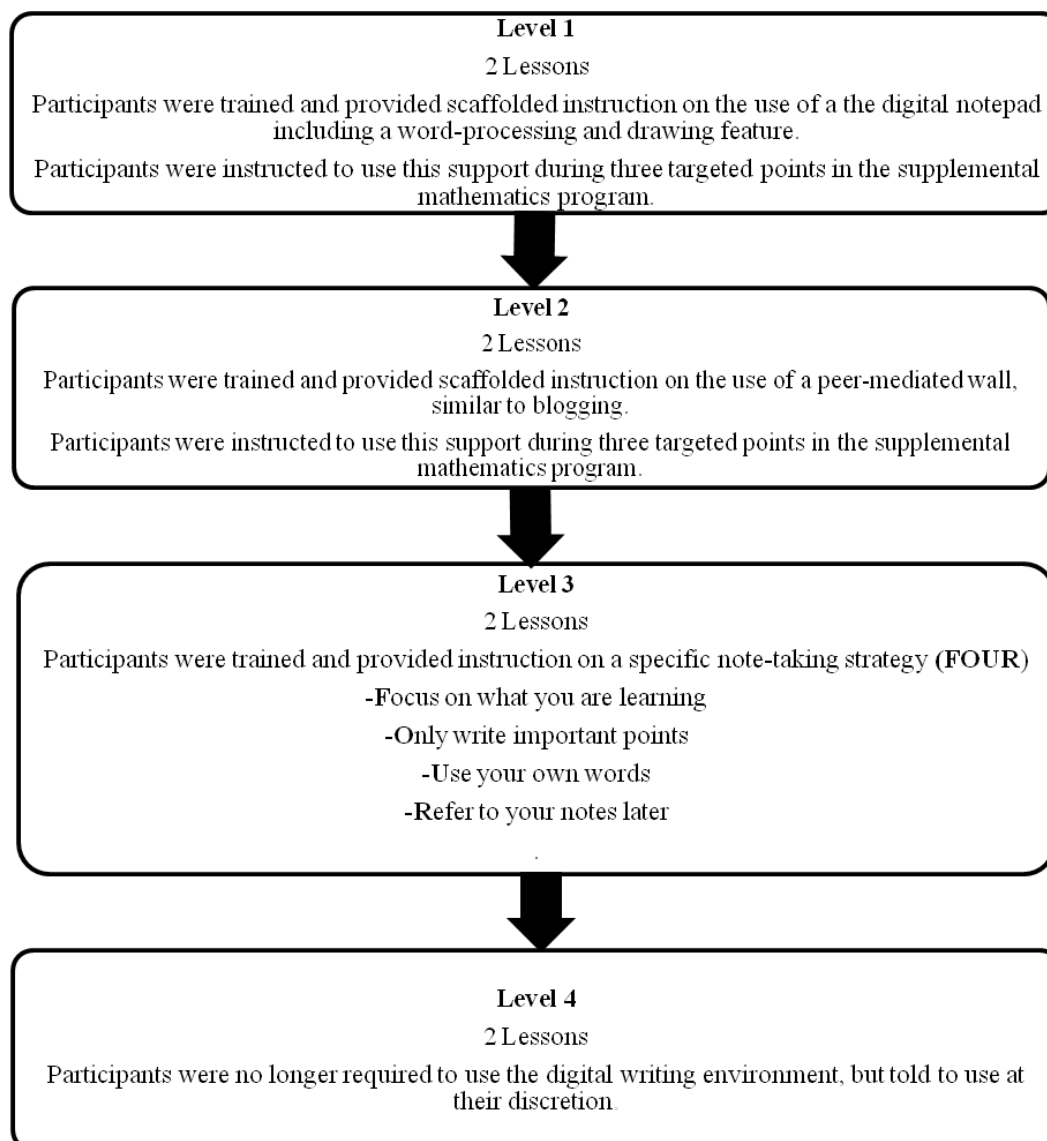 Level 1
2 Lessons
Participants were trained and provided scaffolded instruction on the use of a the digital notepad
including a word-processing and drawing feature.
Participants were instructed to use this support during three targeted points in the supplemental
mathematics program.
Level 2
2 Lessons
Participants were trained and provided scaffolded instruction on the use of a peer-mediated wall,
similar to blogging.
Participants were instructed to use this support during three targeted points in the supplemental
mathematics program.
Level 3
2 Lessons
Participants were trained and provided instruction on a specific note-taking strategy (FOUR)
-Focus on what you are learning
-Only write important points
-Use your own words
-Refer to your notes later
.
Level 4
2 Lessons
Participants were no longer required to use the digital writing environment, but told to use at
their discretion.